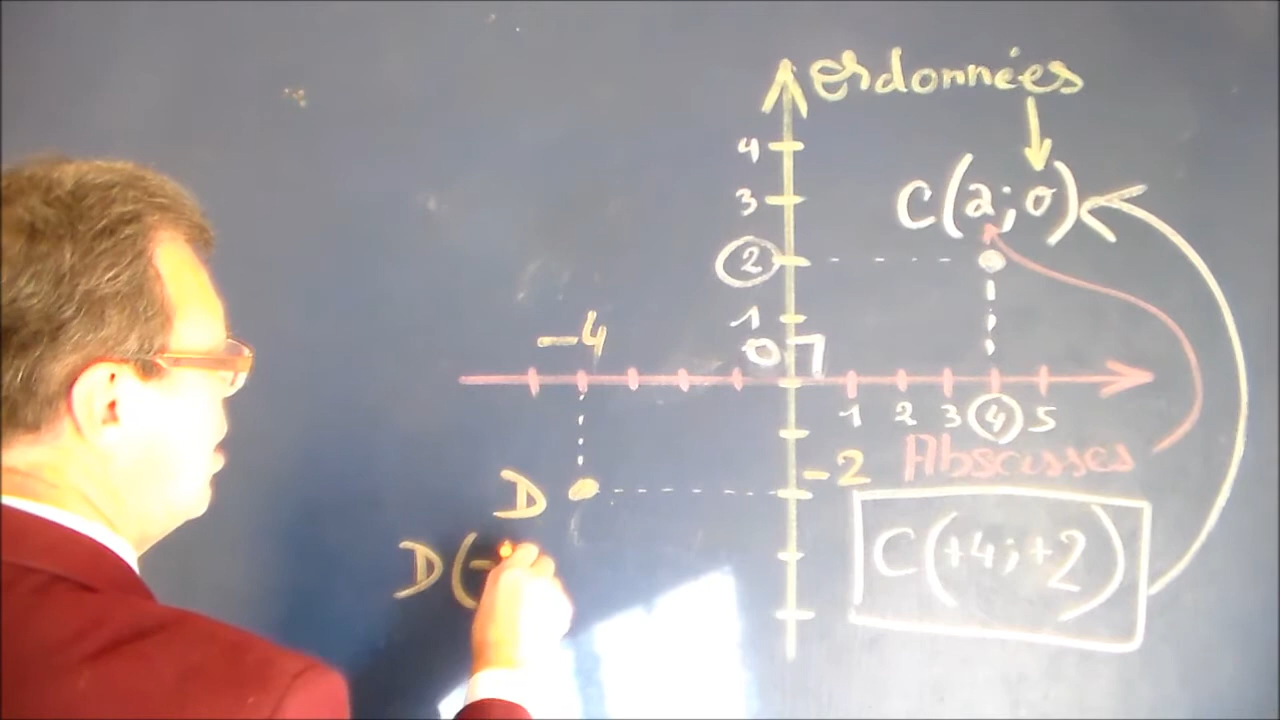 ordonnées
4
3
C(a;o)
2
1
-4
0
1 2 3 4 5
Abscisses
-2
D
C(+4;+2)
D(-